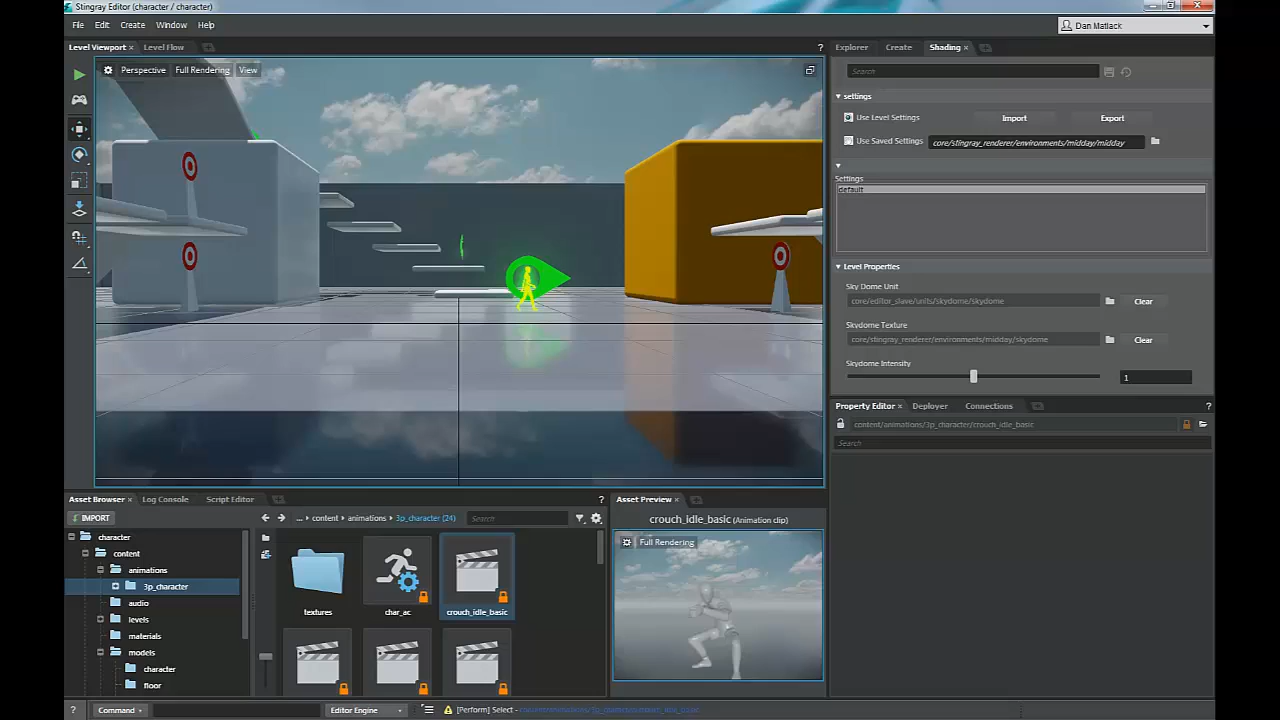 Stingray Editor (character / character)
File Edit Create Window Help
Dan Matlack
Level Viewport × Level Flow
?
Perspective Full Rendering View
Explorer Create Shading ×
Search
settings
Use Level Settings Import Export
Use Saved Settings core/stingray_renderer/environments/midday/midday
Settings
default
Level Properties
Sky Dome Unit
core/editor_slave/units/skydome/skydome Clear
Skydome Texture
core/stingray_renderer/environments/midday/skydome Clear
Skydome Intensity
1
Property Editor × Deployer Connections ?
content/animations/3p_character/crouch_idle_basic
Search
Asset Browser × Log Console Script Editor ?
IMPORT
... content animations 3p_character (24) Search
character
content
animations
3p_character
audio
levels
materials
models
character
floor
textures
char_ac
crouch_idle_basic
Asset Preview ×
crouch_idle_basic (Animation clip)
Full Rendering
? Command Editor Engine [Perform] Select -